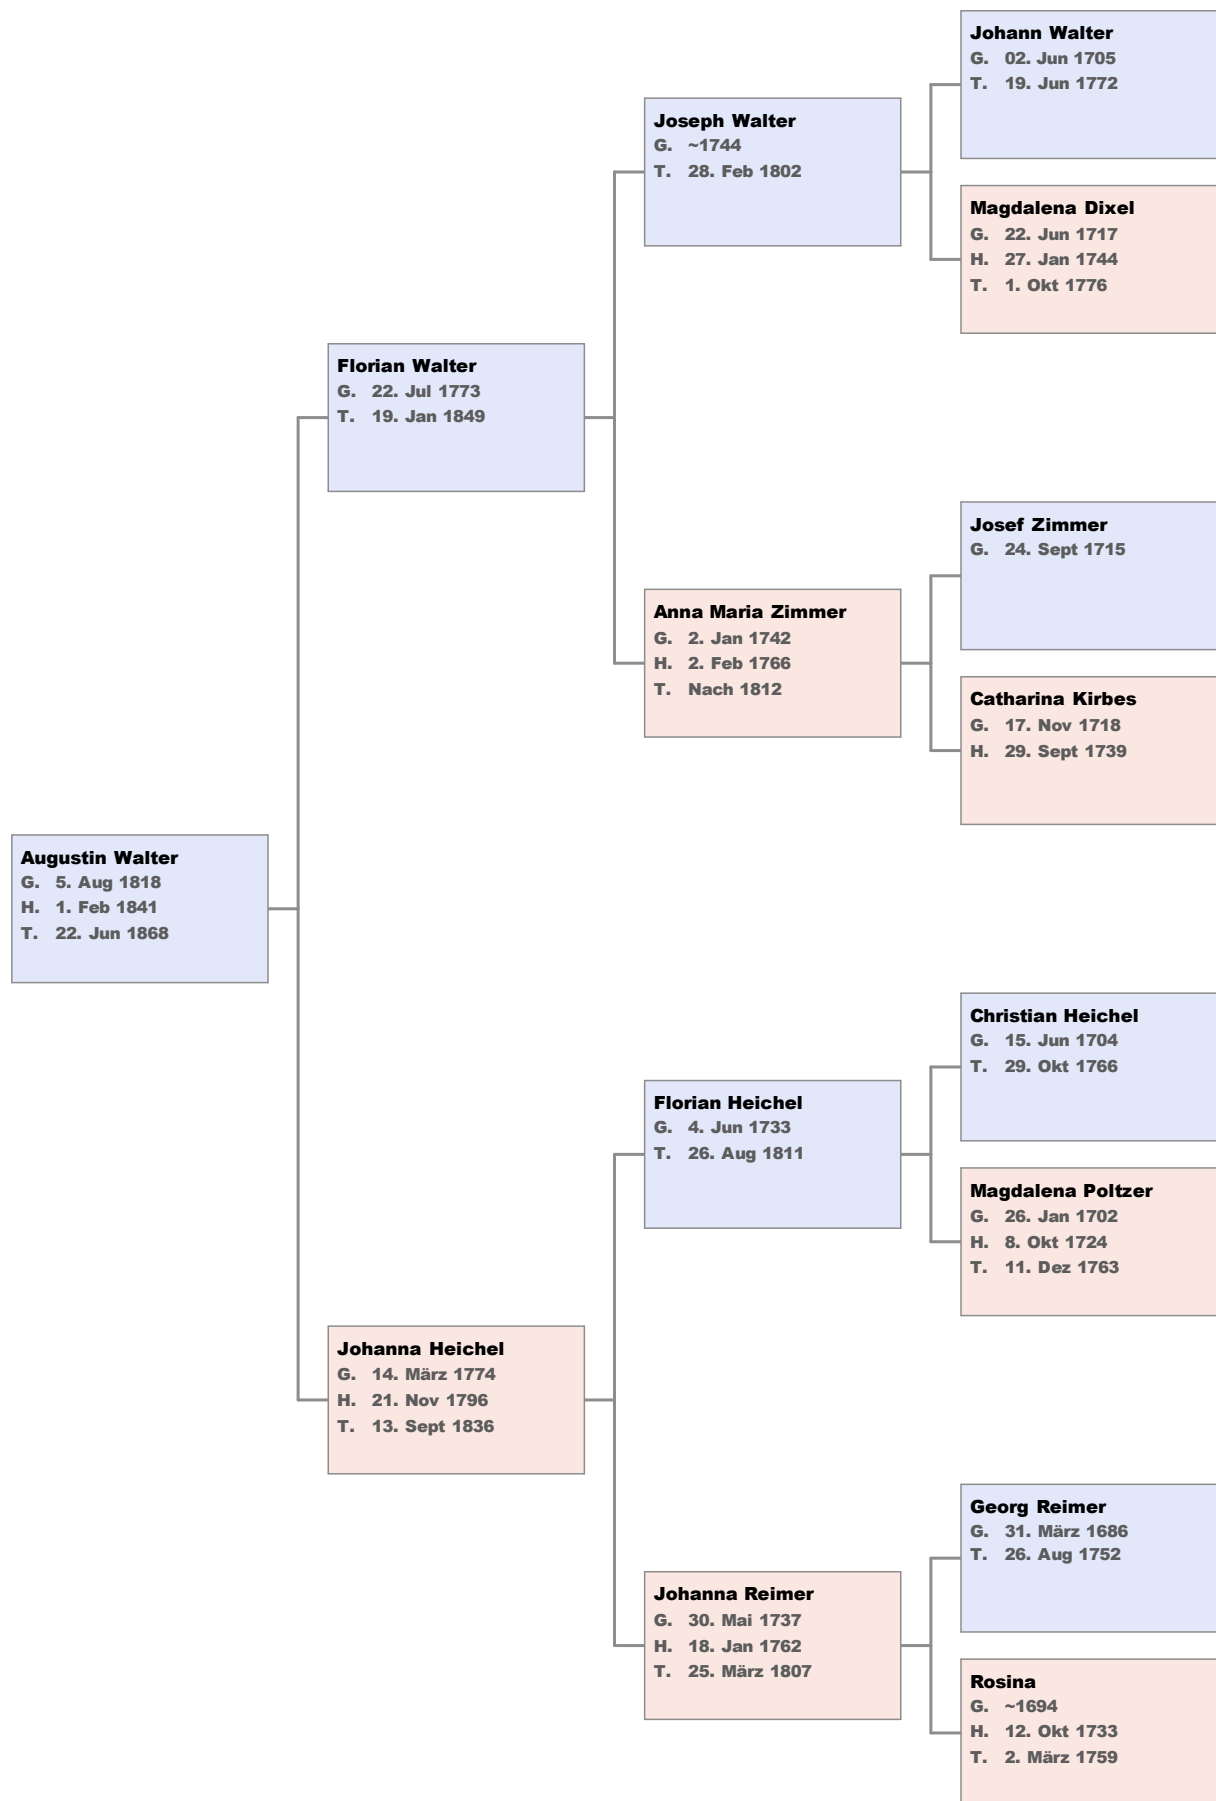 Johann Walter
G. 02. Jun 1705
T. 19. Jun 1772
Joseph Walter
G. ~1744
T. 28. Feb 1802
Magdalena Dixel
G. 22. Jun 1717
H. 27. Jan 1744
T. 1. Okt 1776
Florian Walter
G. 22. Jul 1773
T. 19. Jan 1849
Josef Zimmer
G. 24. Sept 1715
Anna Maria Zimmer
G. 2. Jan 1742
H. 2. Feb 1766
T. Nach 1812
Catharina Kirbes
G. 17. Nov 1718
H. 29. Sept 1739
Augustin Walter
G. 5. Aug 1818
H. 1. Feb 1841
T. 22. Jun 1868
Christian Heichel
G. 15. Jun 1704
T. 29. Okt 1766
Florian Heichel
G. 4. Jun 1733
T. 26. Aug 1811
Magdalena Poltzer
G. 26. Jan 1702
H. 8. Okt 1724
T. 11. Dez 1763
Johanna Heichel
G. 14. März 1774
H. 21. Nov 1796
T. 13. Sept 1836
Georg Reimer
G. 31. März 1686
T. 26. Aug 1752
Johanna Reimer
G. 30. Mai 1737
H. 18. Jan 1762
T. 25. März 1807
Rosina
G. ~1694
H. 12. Okt 1733
T. 2. März 1759